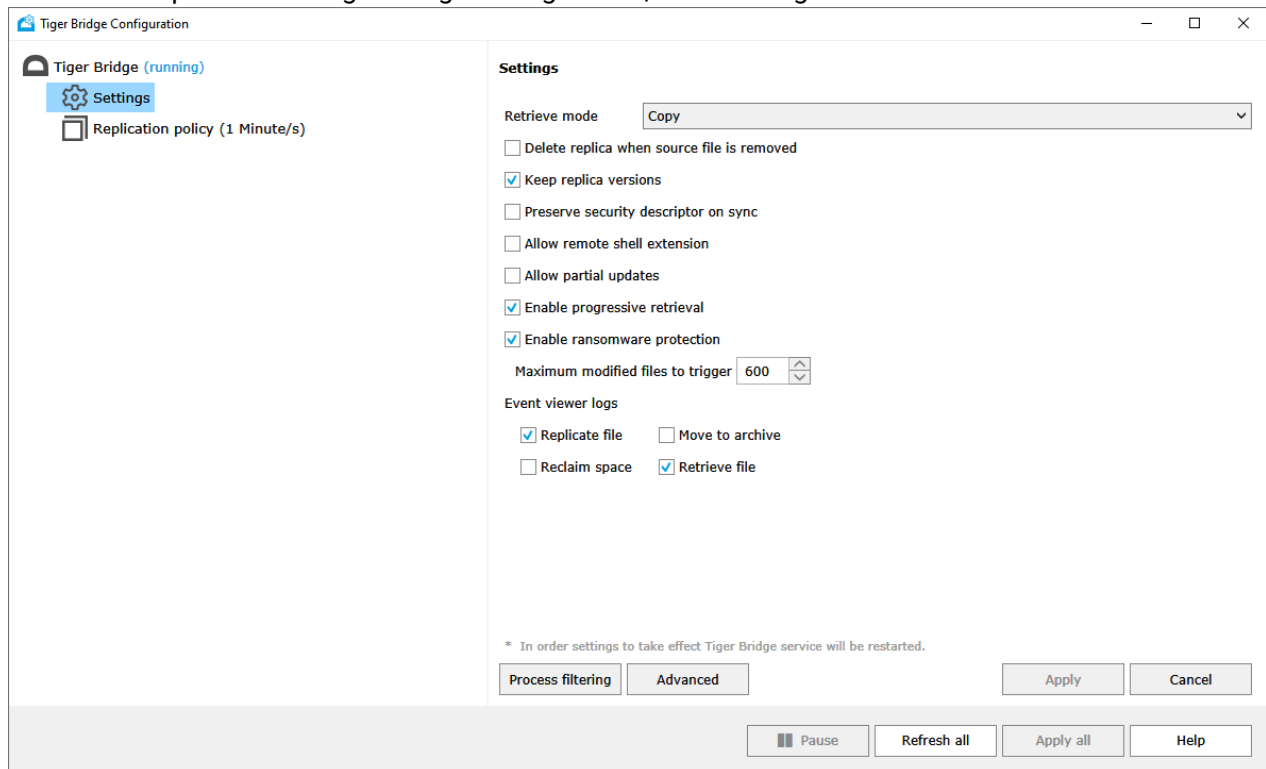 Tiger Bridge Configuration
Tiger Bridge (running)
Settings
Replication policy (1 Minute/s)
Settings
Retrieve mode Copy
Delete replica when source file is removed
Keep replica versions
Preserve security descriptor on sync
Allow remote shell extension
Allow partial updates
Enable progressive retrieval
Enable ransomware protection
Maximum modified files to trigger 600
Event viewer logs
Replicate file Move to archive
Reclaim space Retrieve file
* In order settings to take effect Tiger Bridge service will be restarted.
Process filtering Advanced Apply Cancel
Pause Refresh all Apply all Help